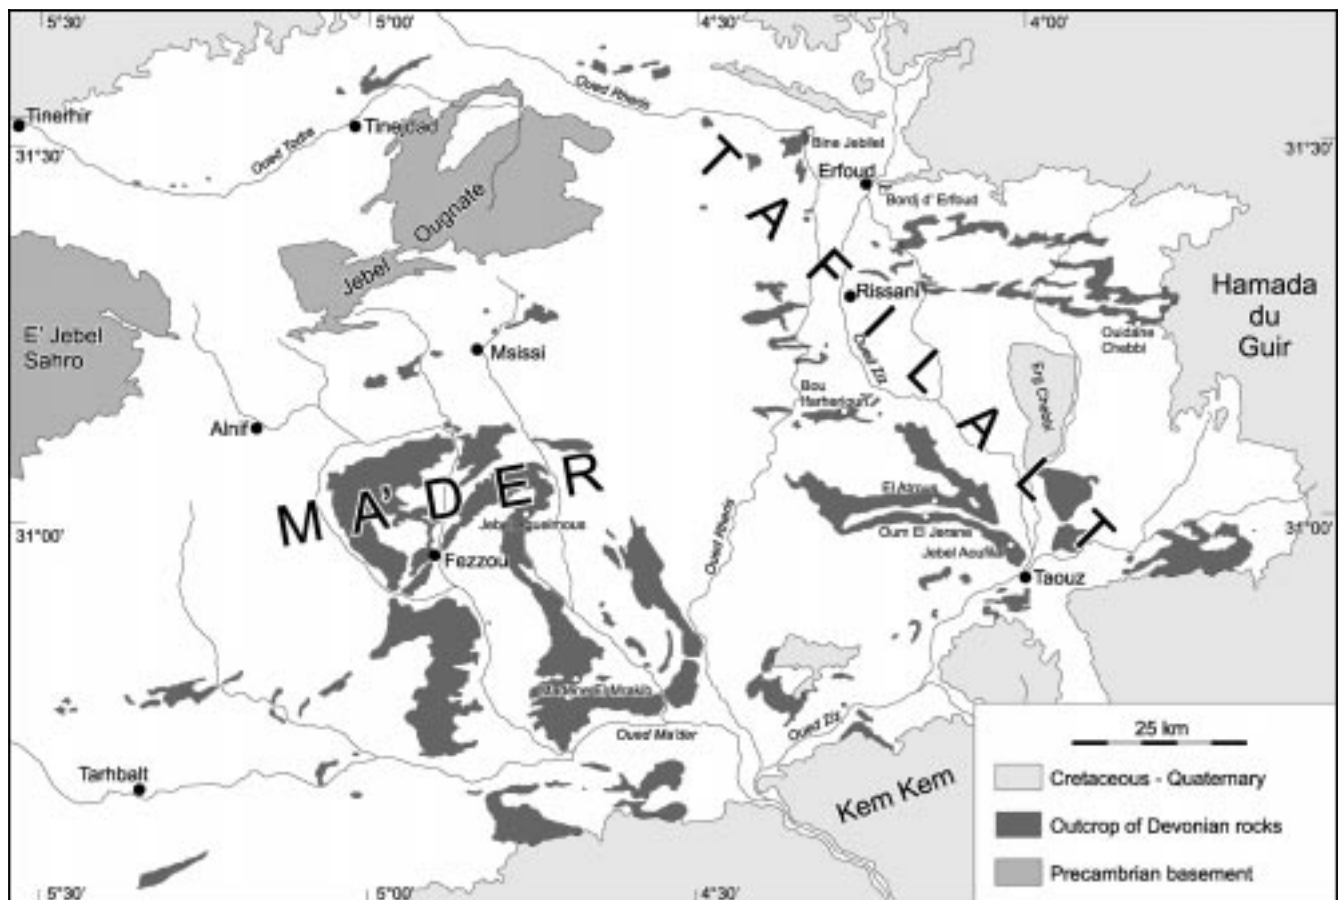 5°30'
5°00'
4°30'
4°00'
Tinerhir
Tinejdad
Oued Todra
Oued Rheris
31°30'
31°30'
Bine Jebilet
Erfoud
Bordj d' Erfoud
TAFILALT
Jebel Ougnate
E' Jebel
Sahro
Rissani
Hamada
du
Guir
Ouidane
Chebbi
Msissi
Oued Ziz
Erg Chebbi
Bou
Alnif
MA'DER
El Atrous
Oum El Jerane
Jebel Aoufilal
31°00'
31°00'
Fezzou
Oued Rheris
Taouz
Oued Ma'der
Oued Ziz
Tarhbalt
Kem Kem
25 km
Cretaceous - Quaternary
Outcrop of Devonian rocks
Precambrian basement
5°30'
5°00'
4°30'